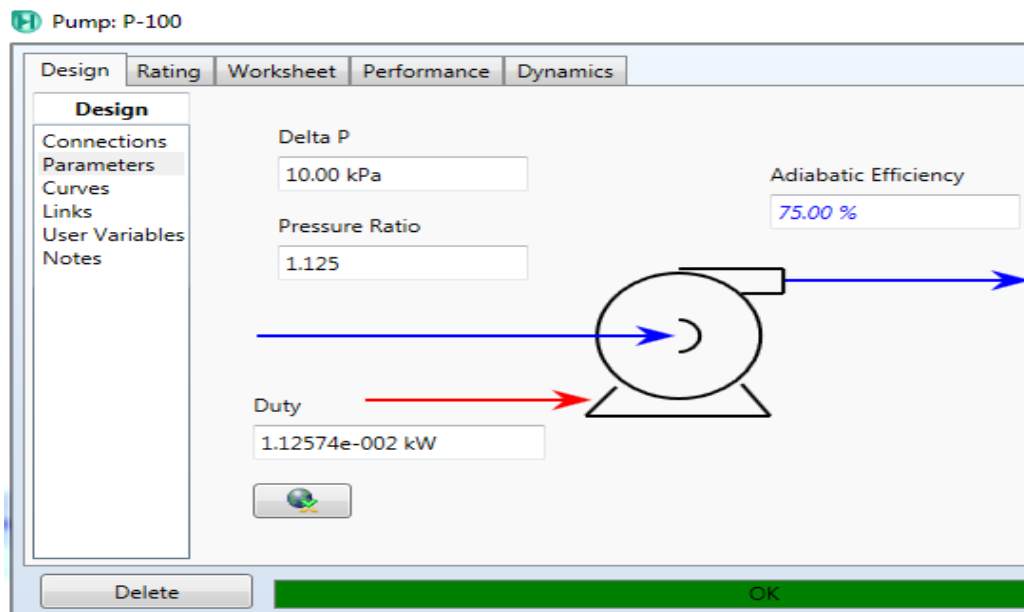 Pump: P-100
Design Rating Worksheet Performance Dynamics
Design
Connections
Parameters
Curves
Links
User Variables
Notes
Delta P
10.00 kPa
Pressure Ratio
1.125
Adiabatic Efficiency
75.00 %
Duty
1.12574e-002 kW
Delete
OK